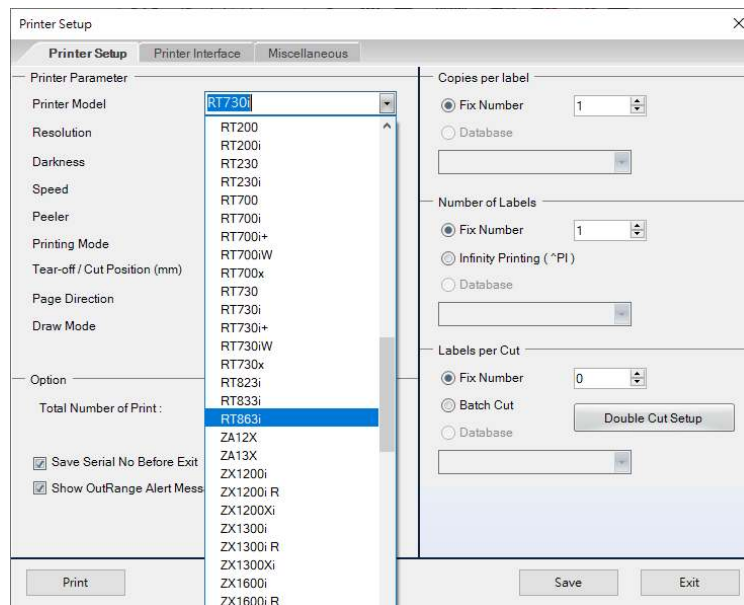 Printer Setup
Printer Setup
Printer Interface
Miscellaneous
Printer Parameter
Printer Model
RT730i
Resolution
Darkness
Speed
Peeler
Printing Mode
Tear-off / Cut Position (mm)
Page Direction
Draw Mode
RT200
RT200i
RT230
RT230i
RT700
RT700i
RT700i+
RT700iW
RT700x
RT730
RT730i
RT730i+
RT730iW
RT730x
RT823i
RT833i
RT863i
ZA12X
ZA13X
ZX1200i
ZX1200i R
ZX1200Xi
ZX1300i
ZX1300i R
ZX1300Xi
ZX1600i
ZX1600i R
Option
Total Number of Print :
Save Serial No Before Exit
Show OutRange Alert Mess
Copies per label
Fix Number
1
Database
Number of Labels
Fix Number
1
Infinity Printing ( ^PI )
Database
Labels per Cut
Fix Number
0
Batch Cut
Double Cut Setup
Database
Print
Save
Exit